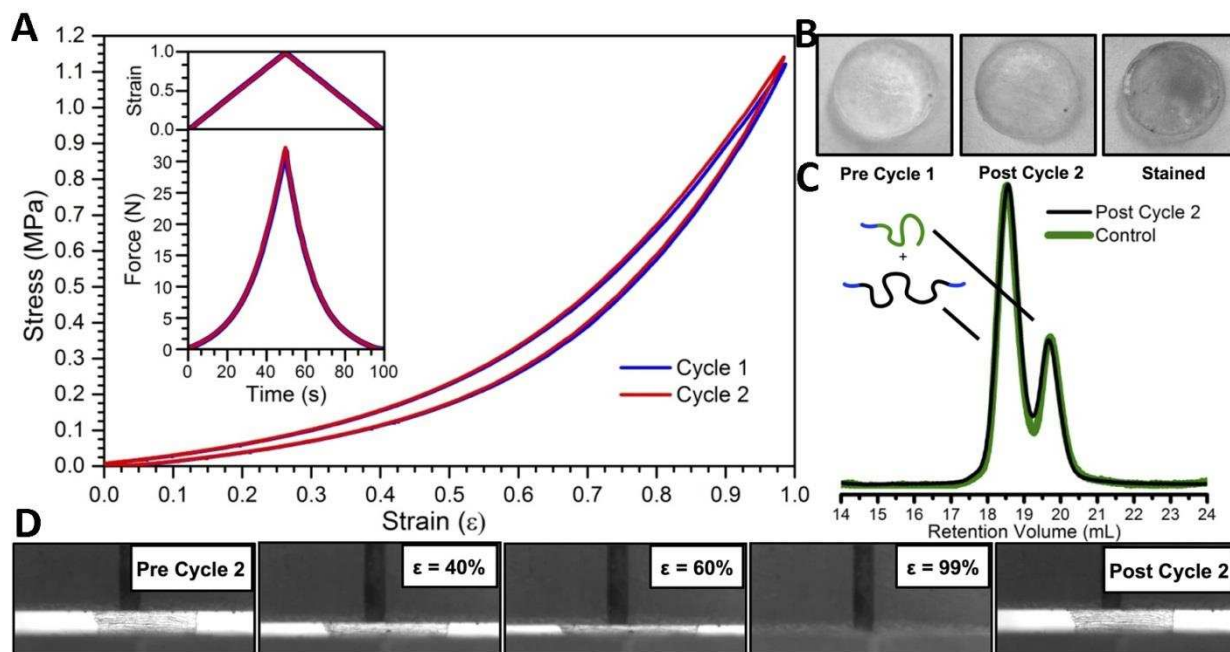 A
1.2
1.1
1.0
0.9
0.8
0.7
0.6
0.5
0.4
0.3
0.2
0.1
0.0
Stress (MPa)
0.0 0.1 0.2 0.3 0.4 0.5 0.6 0.7 0.8 0.9 1.0
Strain (ε)
1.0
0.5
0.0
Strain
30
25
20
15
10
5
0
Force (N)
0 20 40 60 80 100
Time (s)
Cycle 1
Cycle 2
B
Pre Cycle 1
Post Cycle 2
Stained
C
Post Cycle 2
Control
+
14 15 16 17 18 19 20 21 22 23 24
Retention Volume (mL)
D
Pre Cycle 2
ε = 40%
ε = 60%
ε = 99%
Post Cycle 2